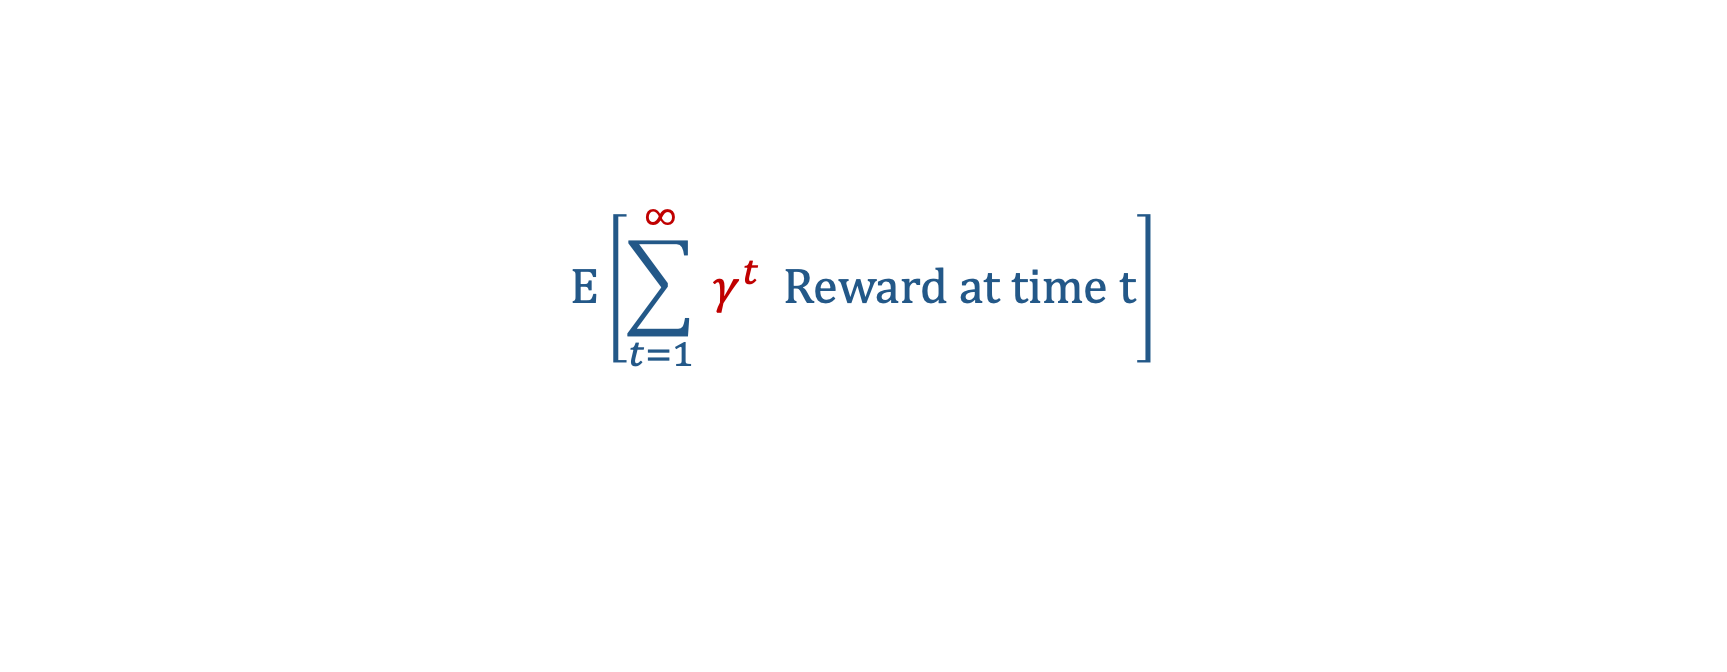 E [ ∑_{t=1}^{∞} γ^t Reward at time t ]